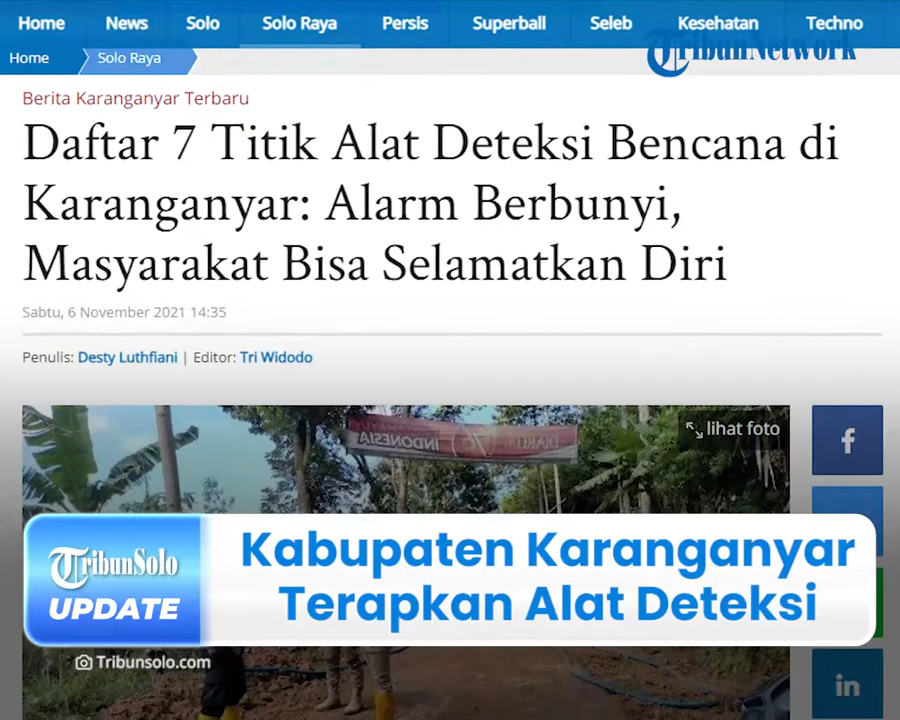 Home News Solo Solo Raya Persis Superball Seleb Kesehatan Techno
Home Solo Raya
TribunNetwork
Berita Karanganyar Terbaru
Daftar 7 Titik Alat Deteksi Bencana di
Karanganyar: Alarm Berbunyi,
Masyarakat Bisa Selamatkan Diri
Sabtu, 6 November 2021 14:35
Penulis: Desty Luthfiani | Editor: Tri Widodo
lihat foto
INDONESIA
f
TribunSolo
UPDATE
Kabupaten Karanganyar
Terapkan Alat Deteksi
Tribunsolo.com
in